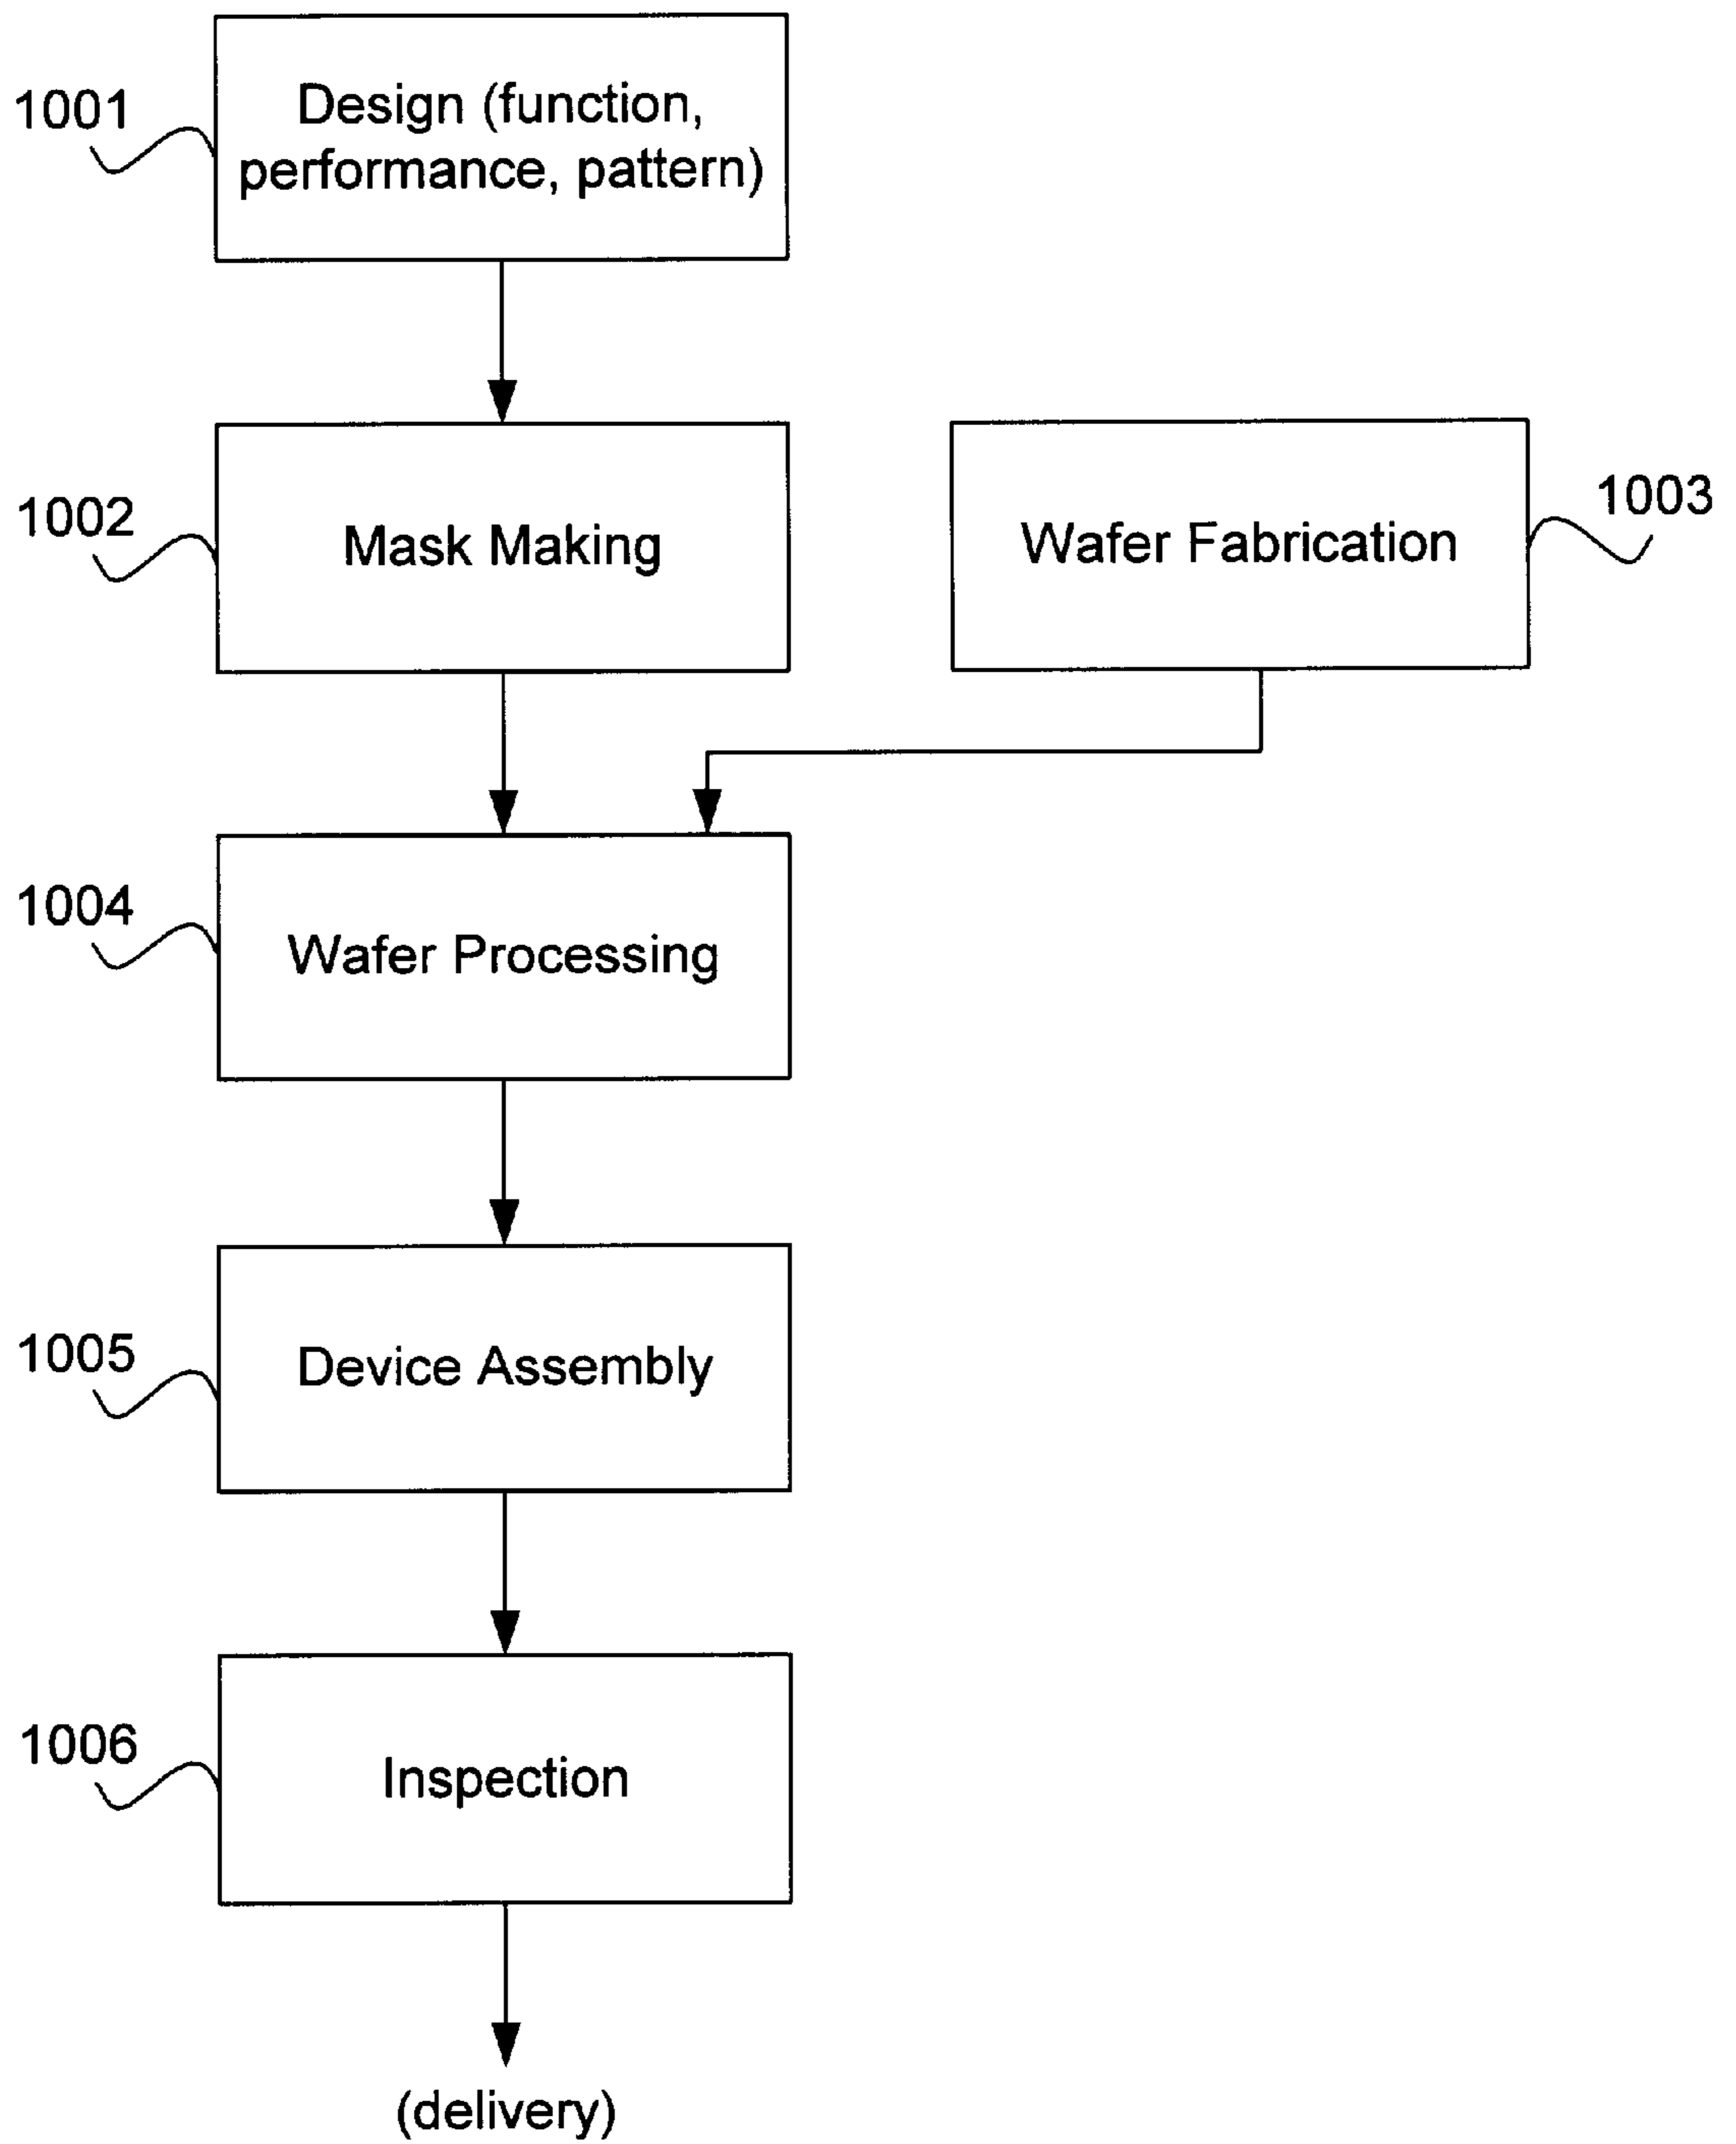 1001
Design (function,
performance, pattern)
1002
Mask Making
Wafer Fabrication
1003
1004
Wafer Processing
1005
Device Assembly
1006
Inspection
(delivery)